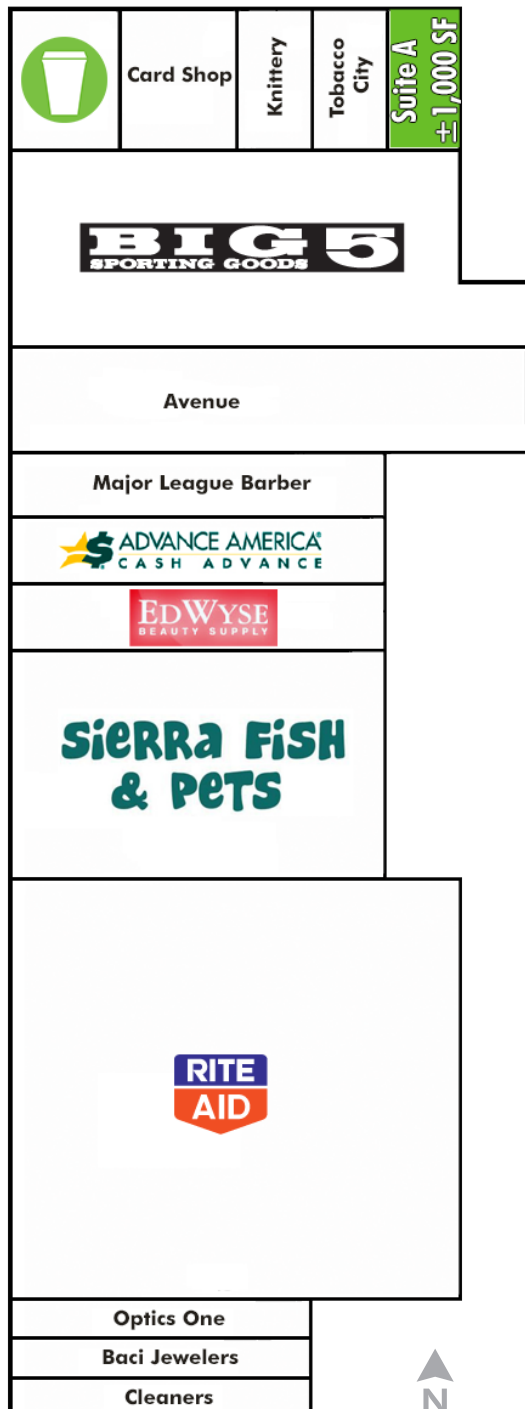 Card Shop
Knittery
Tobacco
City
Suite A
±1,000 SF
BIG 5
SPORTING GOODS
Avenue
Major League Barber
ADVANCE AMERICA
CASH ADVANCE
EDWYSE
BEAUTY SUPPLY
SieRRa FiSH
& PeTS
RITE
AID
Optics One
Baci Jewelers
Cleaners
N